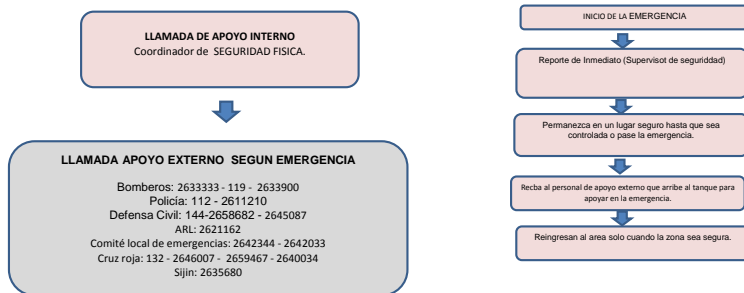 LLAMADA DE APOYO INTERNO
Coordinador de SEGURIDAD FISICA.
LLAMADA APOYO EXTERNO SEGUN EMERGENCIA
Bomberos: 2633333 - 119 - 2633900
Policía: 112 - 2611210
Defensa Civil: 144-2658682 - 2645087
ARL: 2621162
Comité local de emergencias: 2642344 - 2642033
Cruz roja: 132 - 2646007 - 2659467 - 2640034
Sijin: 2635680
INICIO DE LA EMERGENCIA
Reporte de Inmediato (Supervisot de seguriddad)
Permanezca en un lugar seguro hasta que sea
controlada o pase la emergencia.
Recba al personal de apoyo externo que arribe al tanque para
apoyar en la emergencia.
Reingresan al area solo cuando la zona sea segura.